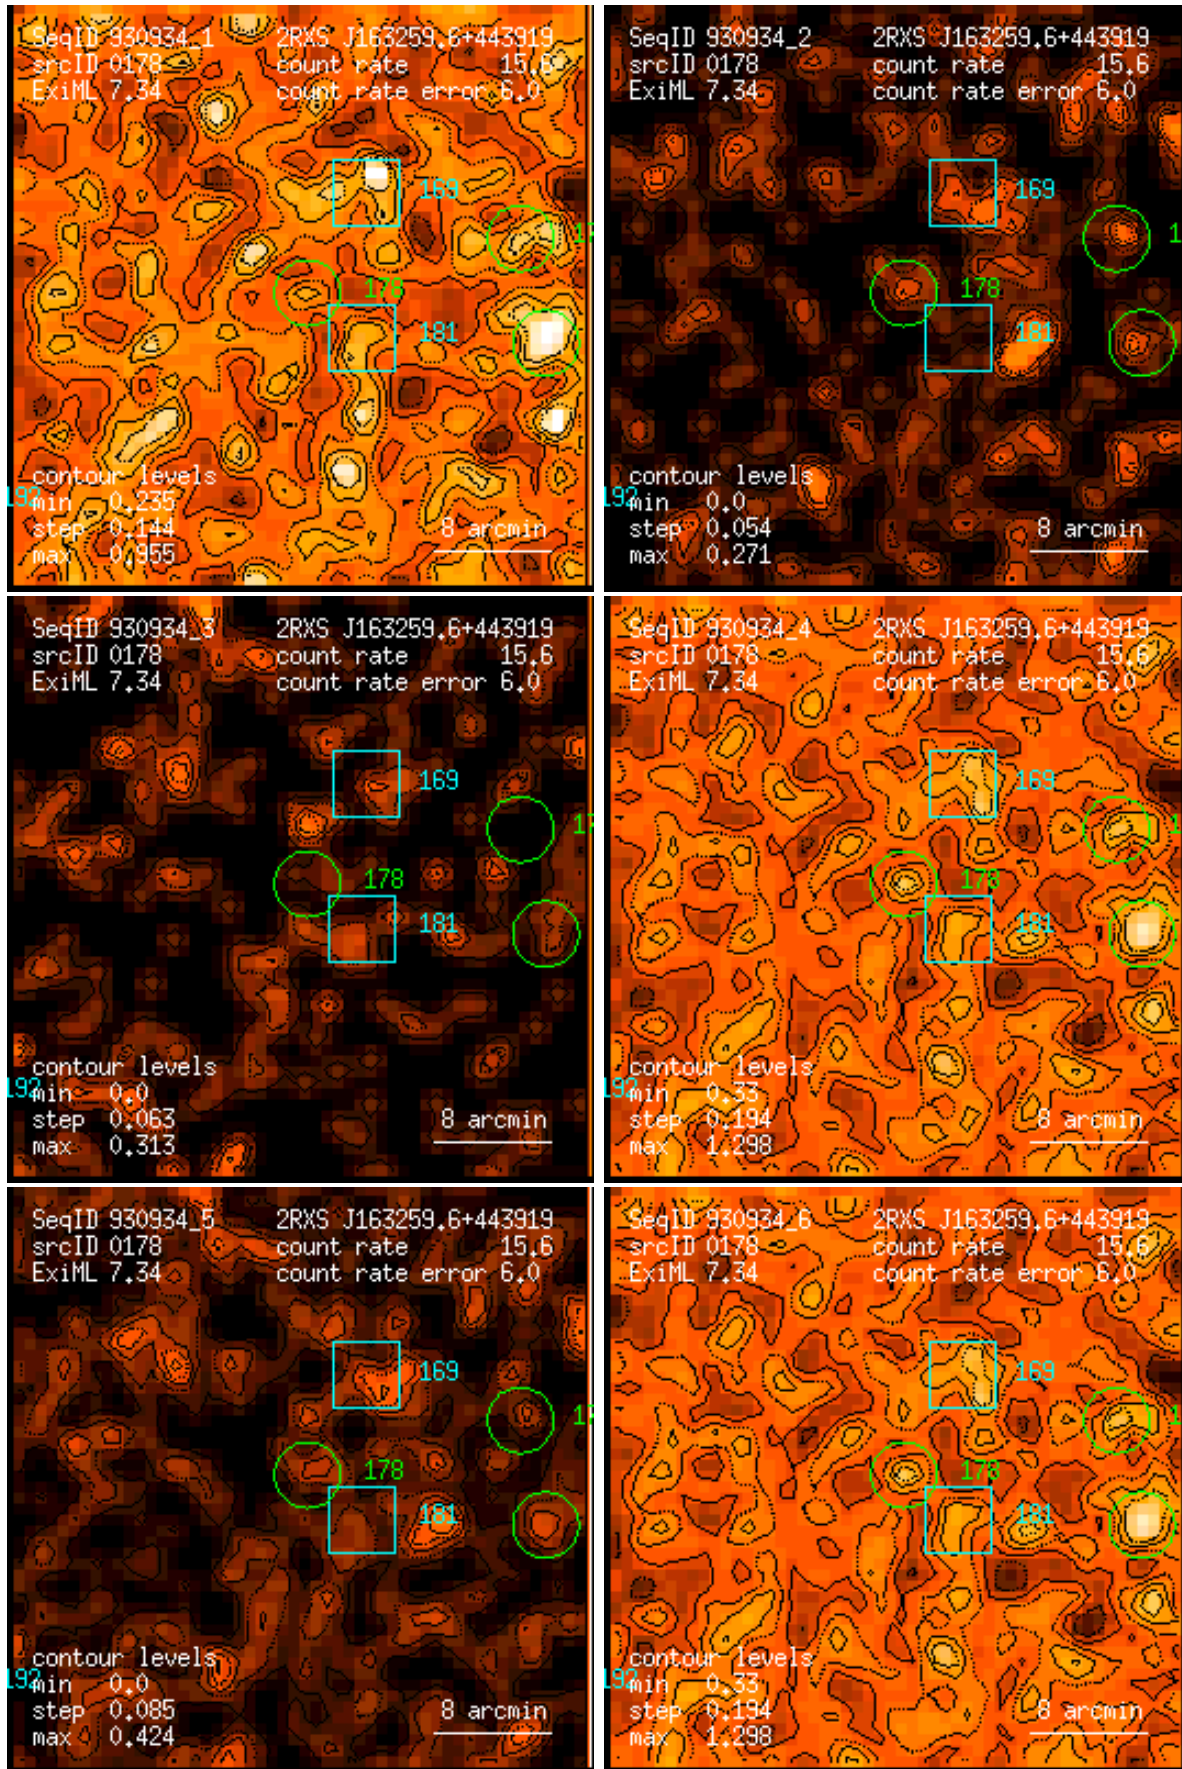 SeqID 930934_1 2RXS J163259.6+443919
srcID 0178 count rate 15.6
ExiML 7.34 count rate error 6.0
169
17
178
181
contour levels
192
min 0.235
step 0.144
max 0.955
8 arcmin
SeqID 930934_2 2RXS J163259.6+443919
srcID 0178 count rate 15.6
ExiML 7.34 count rate error 6.0
169
1
178
181
contour levels
192
min 0.0
step 0.054
max 0.271
8 arcmin
SeqID 930934_3 2RXS J163259.6+443919
srcID 0178 count rate 15.6
ExiML 7.34 count rate error 6.0
169
17
178
181
contour levels
192
min 0.0
step 0.063
max 0.313
8 arcmin
SeqID 930934_4 2RXS J163259.6+443919
srcID 0178 count rate 15.6
ExiML 7.34 count rate error 6.0
169
1
178
181
contour levels
192
min 0.33
step 0.194
max 1.298
8 arcmin
SeqID 930934_5 2RXS J163259.6+443919
srcID 0178 count rate 15.6
ExiML 7.34 count rate error 6.0
169
17
178
181
contour levels
192
min 0.0
step 0.085
max 0.424
8 arcmin
SeqID 930934_6 2RXS J163259.6+443919
srcID 0178 count rate 15.6
ExiML 7.34 count rate error 6.0
169
1
178
181
contour levels
192
min 0.33
step 0.194
max 1.298
8 arcmin